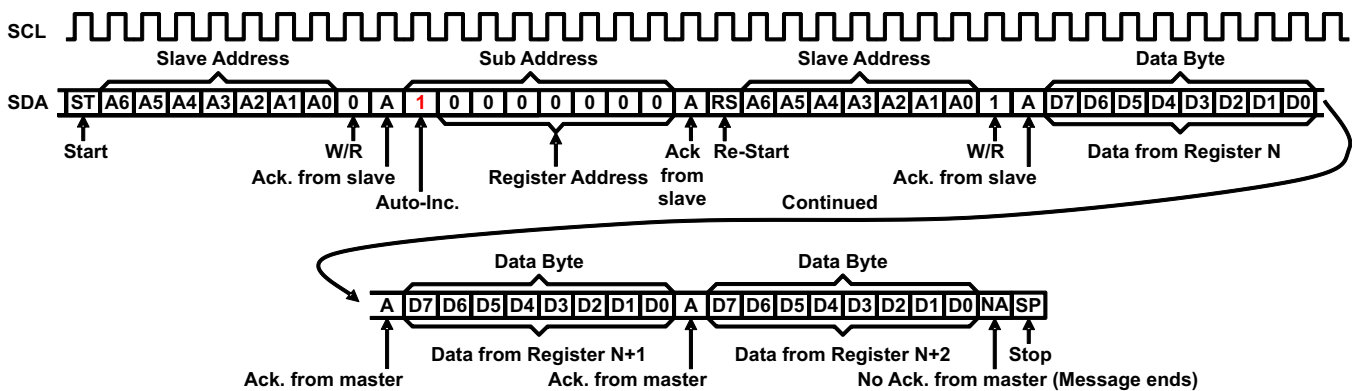 SCL
Slave Address Sub Address Slave Address Data Byte
SDA ST A6 A5 A4 A3 A2 A1 A0 0 A 1 0 0 0 0 0 0 0 A RS A6 A5 A4 A3 A2 A1 A0 1 A D7 D6 D5 D4 D3 D2 D1 D0
Start W/R Ack Re-Start W/R Data from Register N
Ack. from slave Register Address from Ack. from slave
Auto-Inc. slave Continued
Data Byte Data Byte
A D7 D6 D5 D4 D3 D2 D1 D0 A D7 D6 D5 D4 D3 D2 D1 D0 NA SP
Data from Register N+1 Data from Register N+2 Stop
Ack. from master Ack. from master No Ack. from master (Message ends)